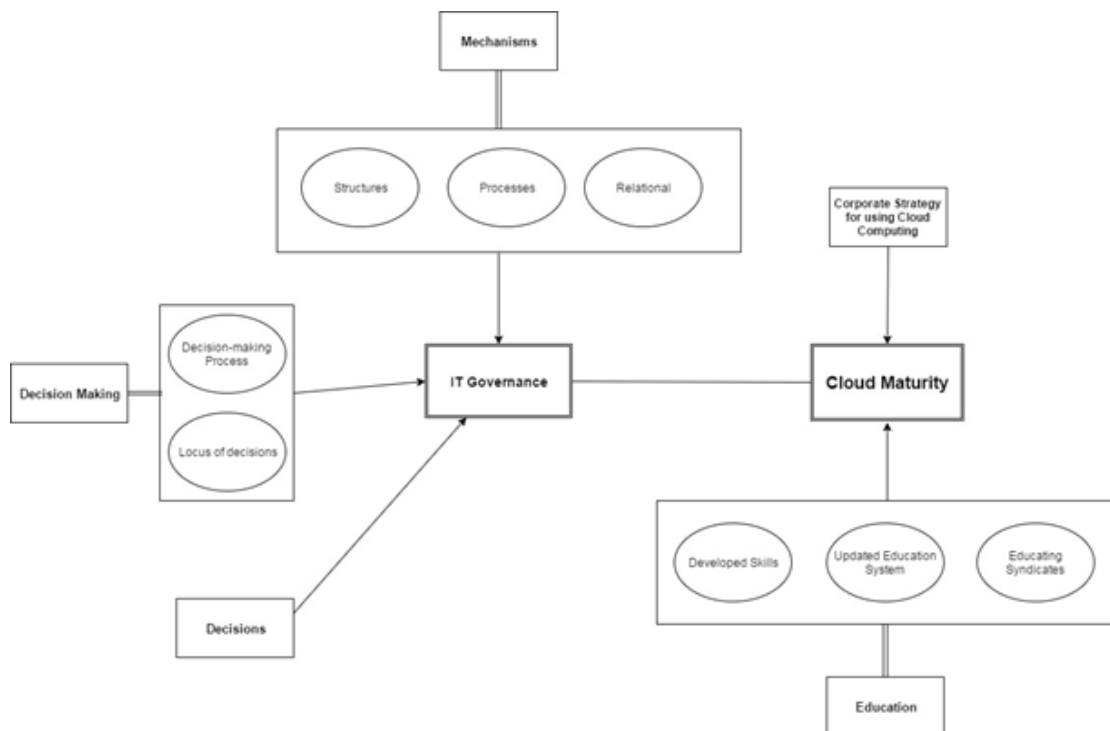 Mechanisms
Structures
Processes
Relational
Corporate Strategy
for using Cloud
Computing
Decision-making
Process
Decision Making
IT Governance
Cloud Maturity
Locus of decisions
Developed Skills
Updated Education
System
Educating
Syndicates
Decisions
Education